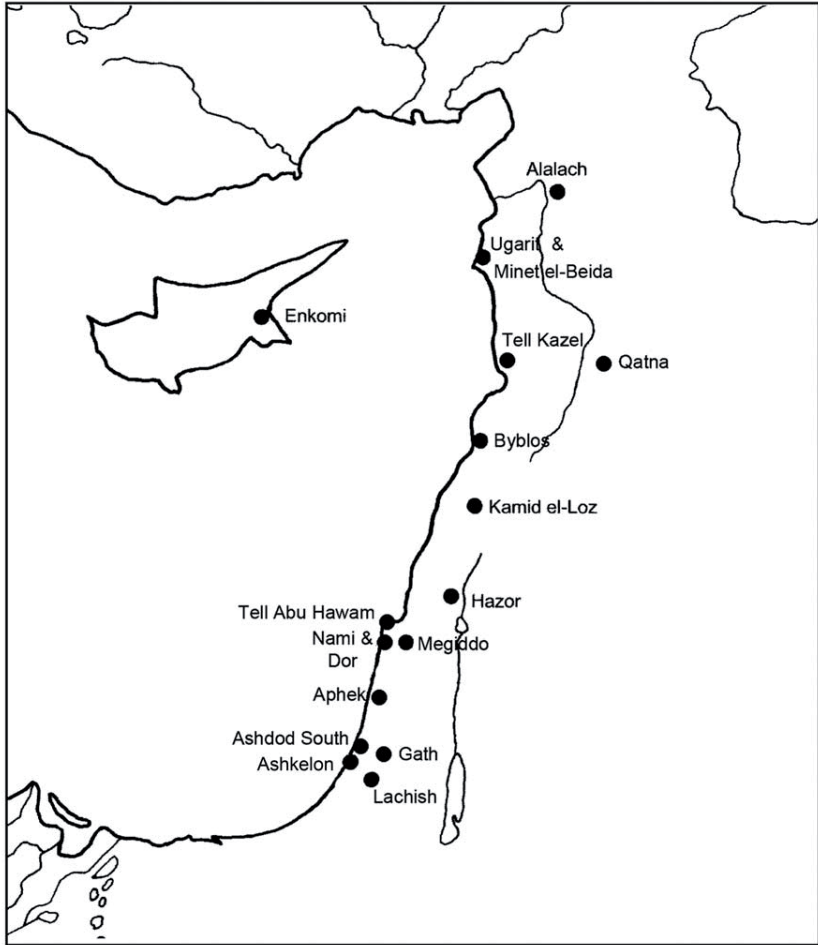 Alalach
Ugarit &
Minet el-Beida
Enkomi
Tell Kazel
Qatna
Byblos
Kamid el-Loz
Hazor
Tell Abu Hawam
Nami &
Dor
Megiddo
Aphek
Ashdod South
Gath
Ashkelon
Lachish